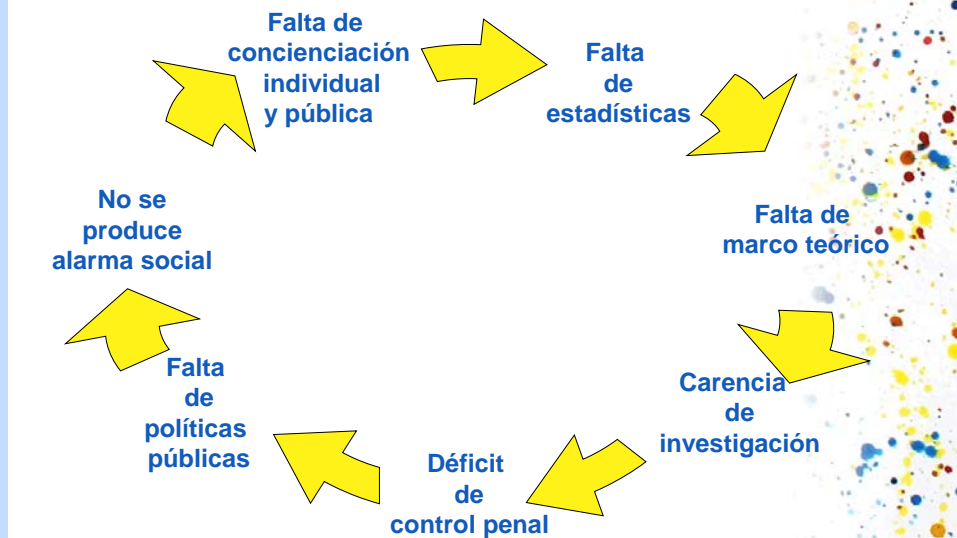 Falta de
concienciación
individual
y pública
Falta
de
estadísticas
Falta de
marco teórico
Carencia
de
investigación
Déficit
de
control penal
Falta
de
políticas
públicas
No se
produce
alarma social